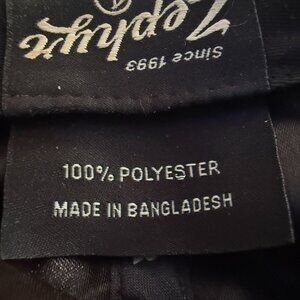 Zephyr
Since 1993
100% POLYESTER
MADE IN BANGLADESH